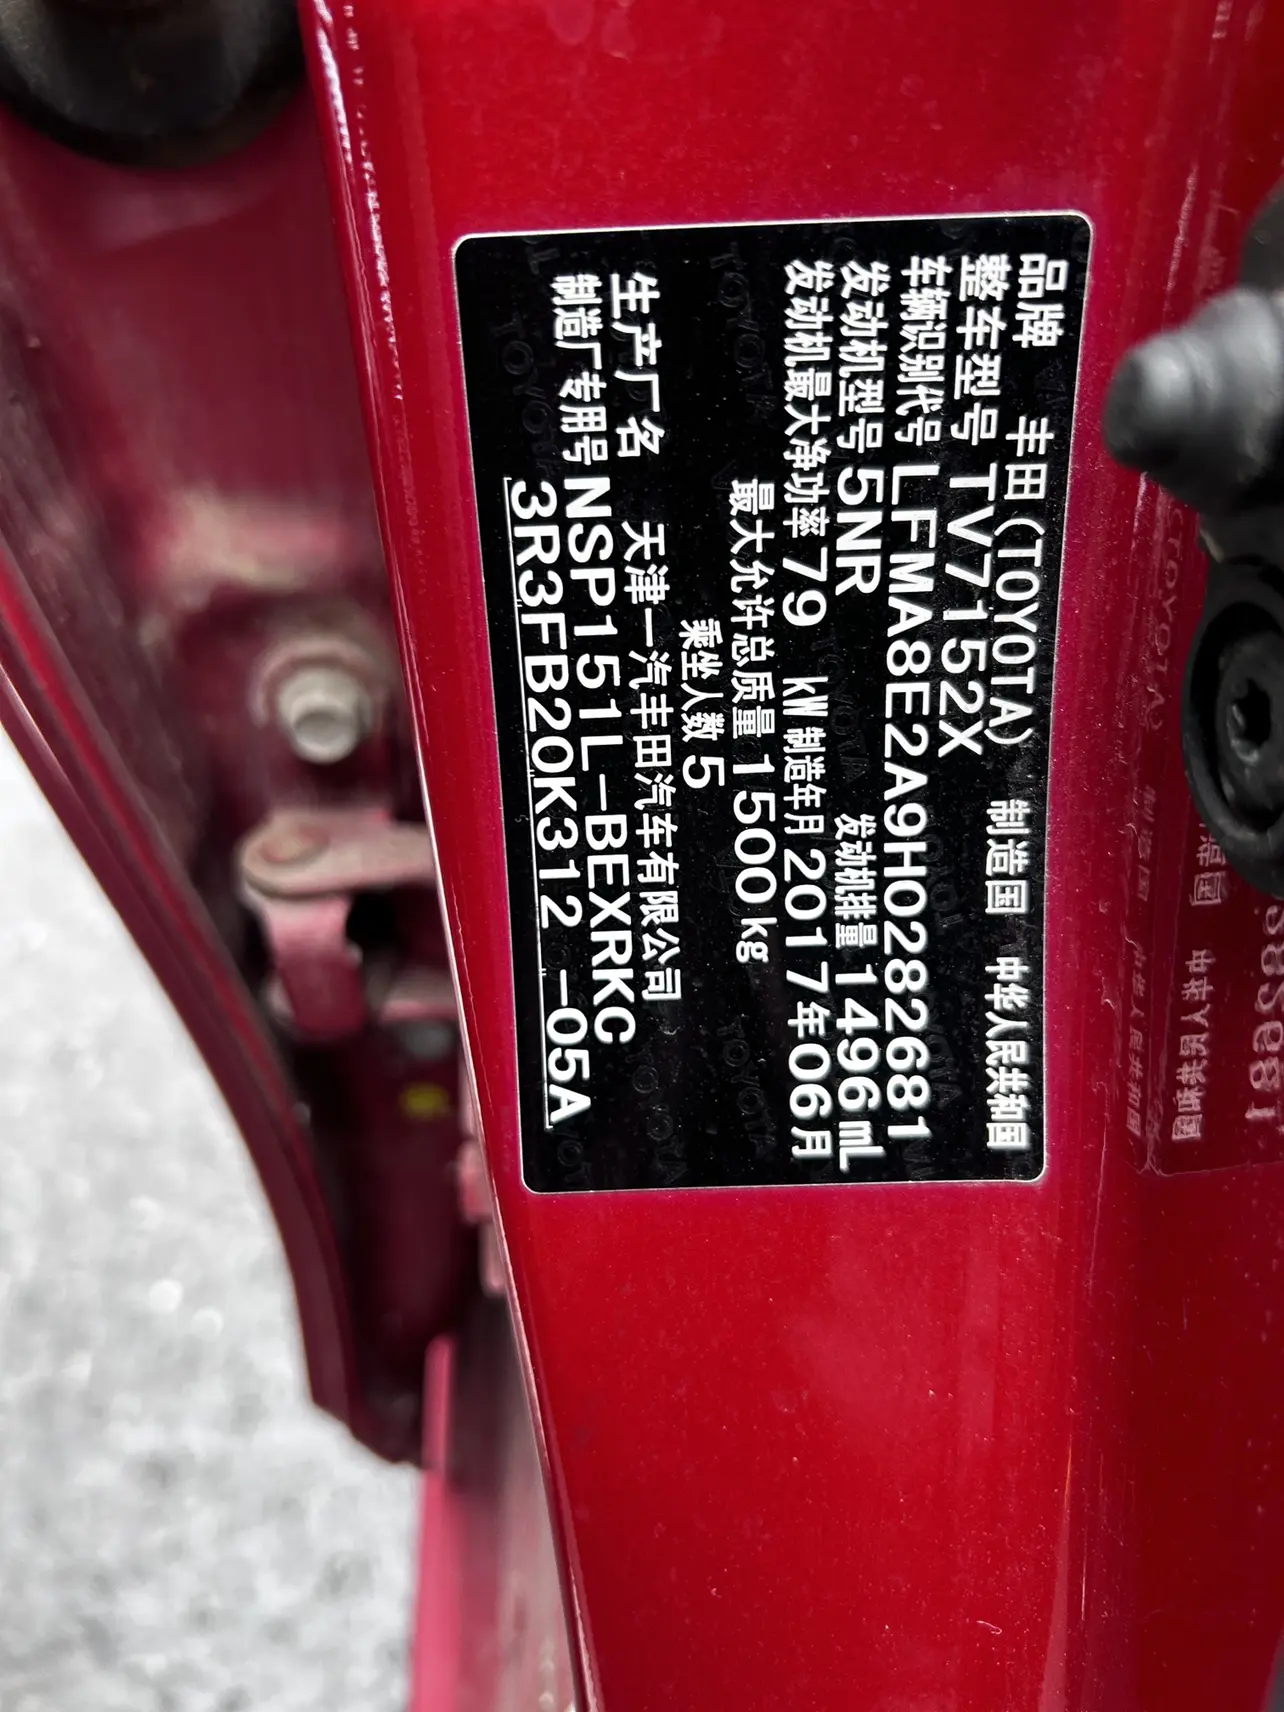 品牌 丰田(TOYOTA) 制造国 中华人民共和国
整车型号 TV7152X
车辆识别代号 LFMA8E2A9H0282681
发动机型号 5NR 发动机排量 1496 mL
发动机最大净功率 79 kW 制造年月 2017年06月
最大允许总质量 1500 kg
乘坐人数 5
生产厂名 天津一汽丰田汽车有限公司
制造厂专用号 NSP151L-BEXRKC
3R3FB20K312 -05A